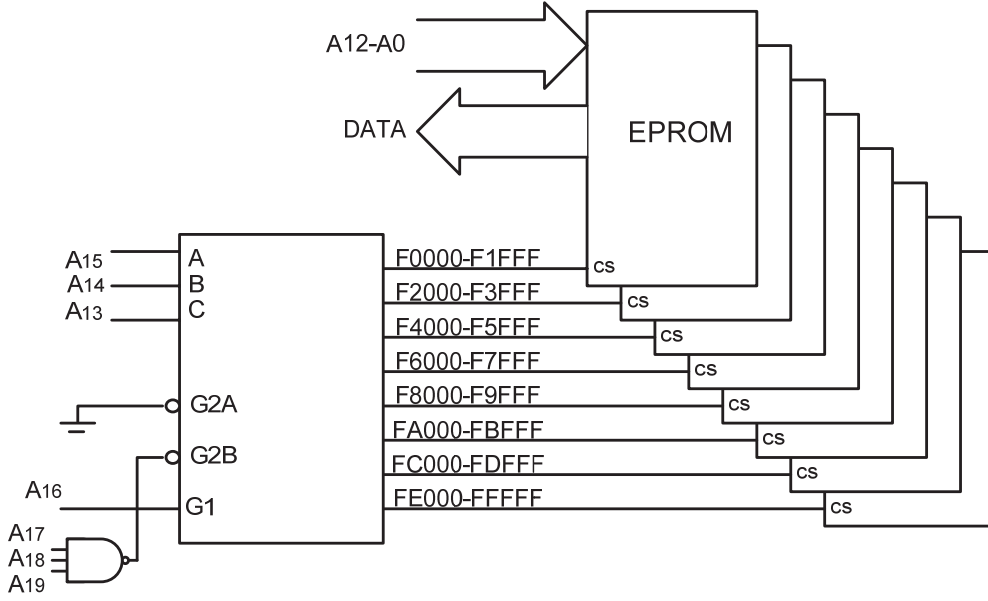 A12-A0
DATA
EPROM
A15
A14
A13
A
B
C
G2A
G2B
G1
A16
A17
A18
A19
F0000-F1FFF
F2000-F3FFF
F4000-F5FFF
F6000-F7FFF
F8000-F9FFF
FA000-FBFFF
FC000-FDFFF
FE000-FFFFF
CS
CS
CS
CS
CS
CS
CS
CS